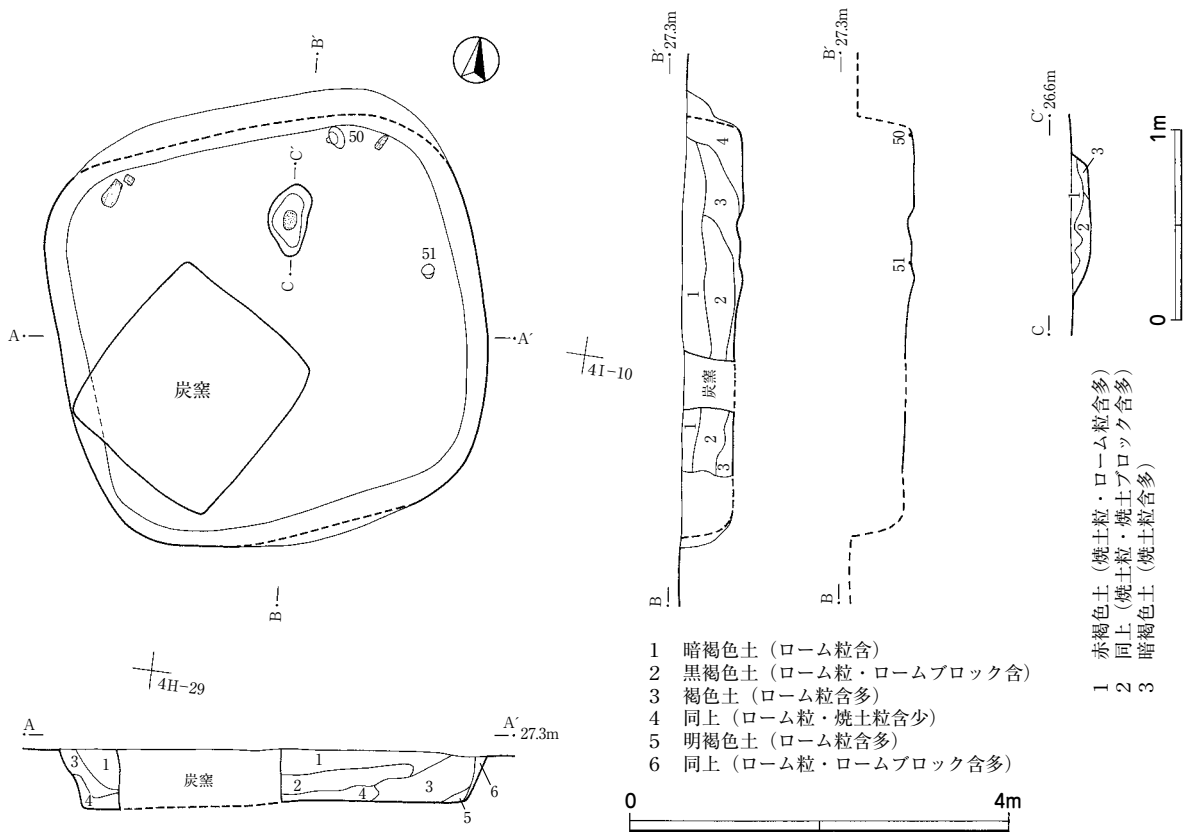 B′
50
C′
51
C
A
A′
炭窯
4I-10
B
4H-29
B′
27.3m
4
3
1
2
炭窯
1
2
3
B
B′
27.3m
50
51
B
C′
26.6m
3
1
2
C
1m
0
1 赤褐色土（焼土粒・ローム粒含多）
2 同上（焼土粒・焼土ブロック含多）
3 暗褐色土（焼土粒含多）
1 暗褐色土（ローム粒含）
2 黒褐色土（ローム粒・ロームブロック含）
3 褐色土（ローム粒含多）
4 同上（ローム粒・焼土粒含少）
5 明褐色土（ローム粒含多）
6 同上（ローム粒・ロームブロック含多）
A
A′
27.3m
3
1
4
炭窯
1
2
4
3
5
6
0
4m